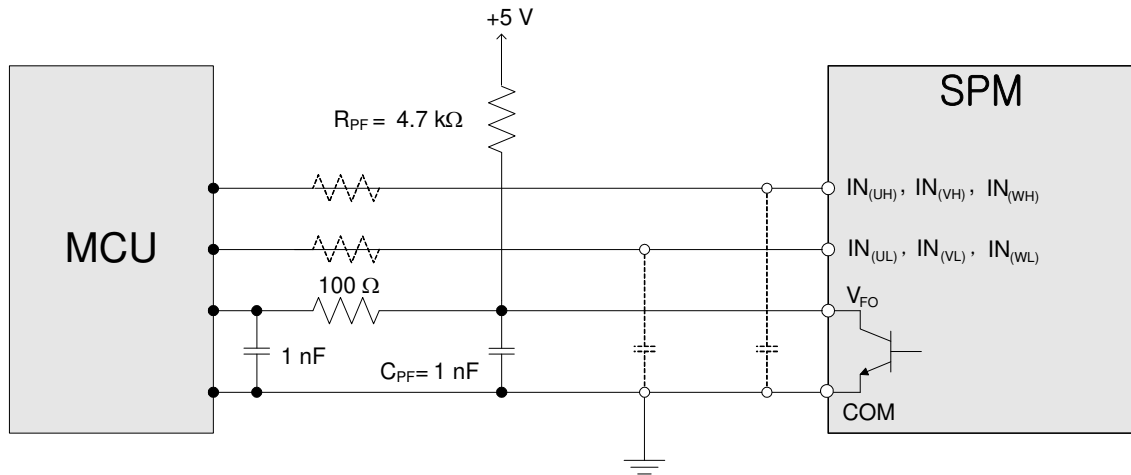 +5 V
SPM
R_PF = 4.7 kΩ
IN_(UH), IN_(VH), IN_(WH)
MCU
IN_(UL), IN_(VL), IN_(WL)
100 Ω
V_FO
1 nF
C_PF= 1 nF
COM